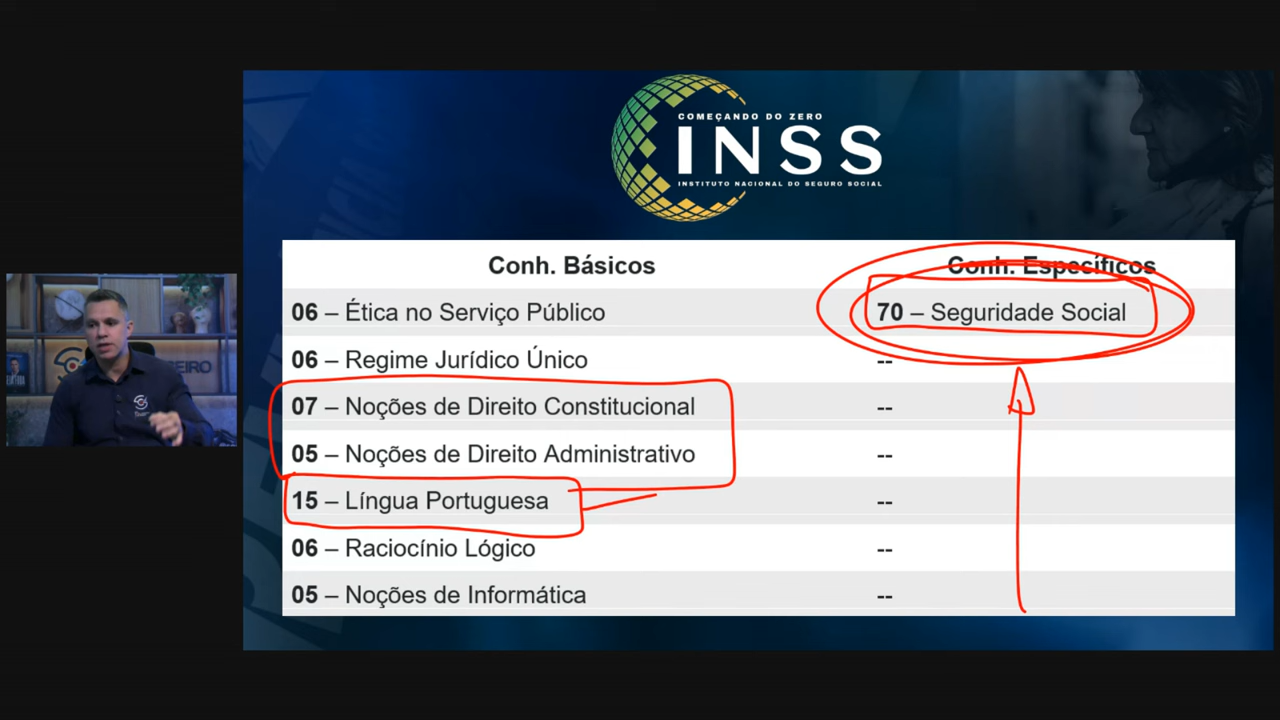 COMEÇANDO DO ZERO
INSS
INSTITUTO NACIONAL DO SEGURO SOCIAL
Conh. Básicos
Conh. Específicos
06 – Ética no Serviço Público
70 – Seguridade Social
06 – Regime Jurídico Único
--
07 – Noções de Direito Constitucional
--
05 – Noções de Direito Administrativo
--
15 – Língua Portuguesa
--
06 – Raciocínio Lógico
--
05 – Noções de Informática
--